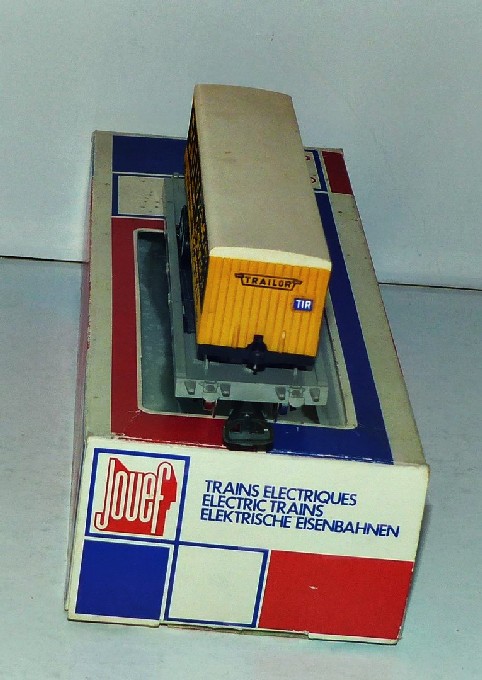 TRAILOR
TIR
Jouef
TRAINS ELECTRIQUES
ELECTRIC TRAINS
ELEKTRISCHE EISENBAHNEN